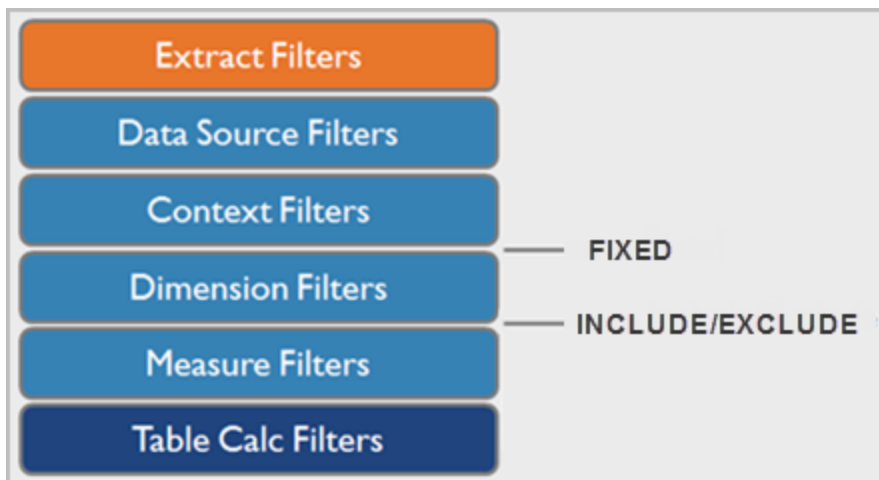 Extract Filters
Data Source Filters
Context Filters
FIXED
Dimension Filters
INCLUDE/EXCLUDE
Measure Filters
Table Calc Filters